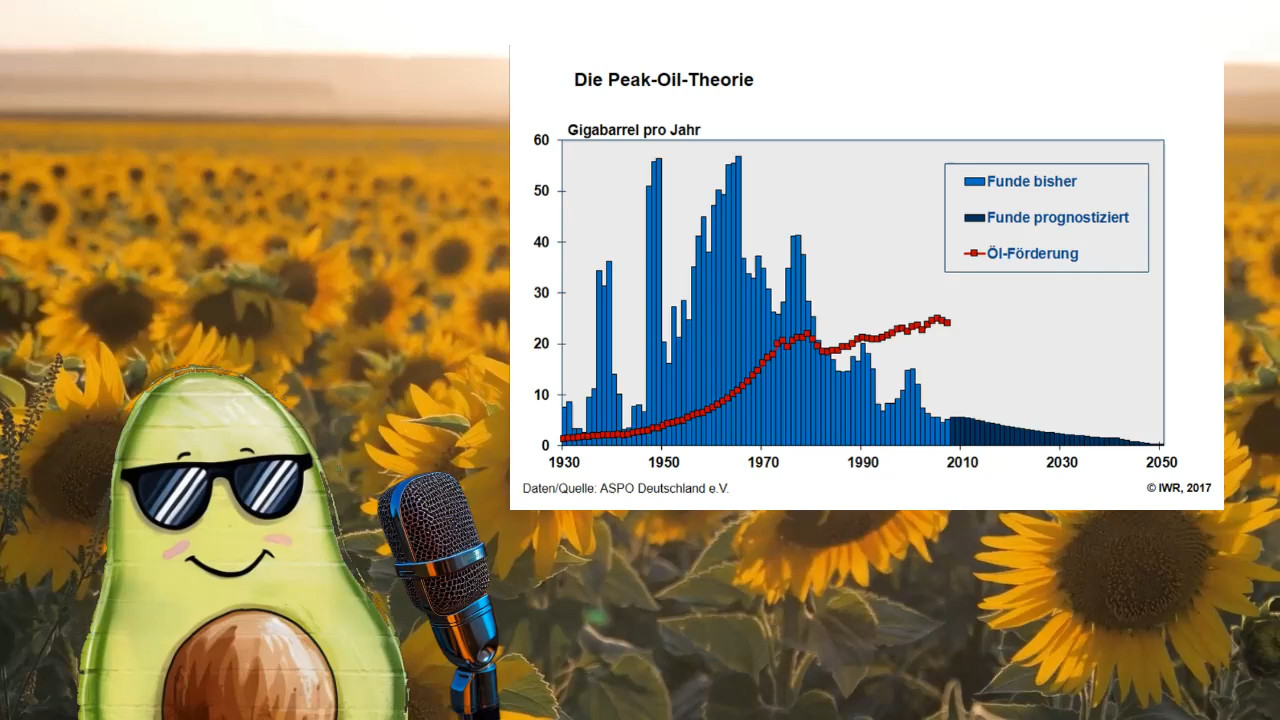 Die Peak-Oil-Theorie
Gigabarrel pro Jahr
60
50
40
30
20
10
0
Funde bisher
Funde prognostiziert
Öl-Förderung
1930 1950 1970 1990 2010 2030 2050
Daten/Quelle: ASPO Deutschland e.V. © IWR, 2017